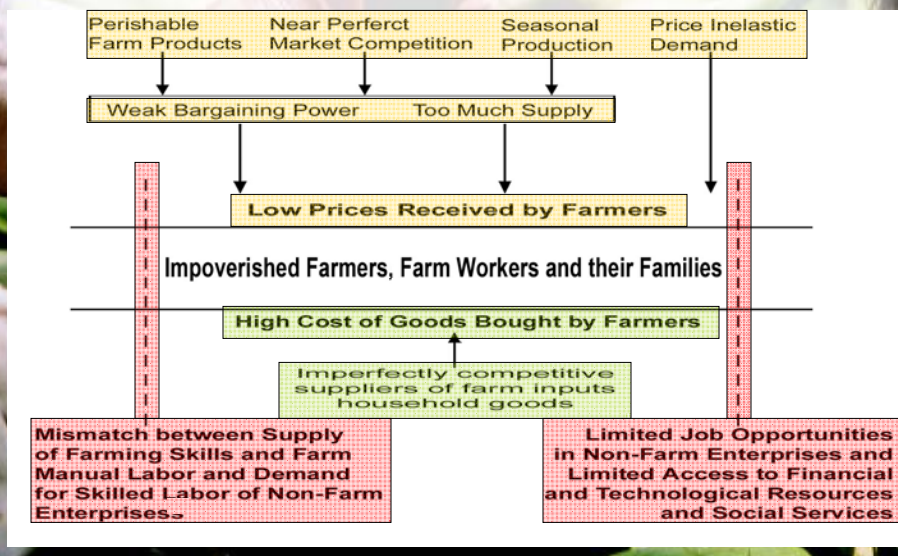 Perishable
Farm Products
Near Perferct
Market Competition
Seasonal
Production
Price Inelastic
Demand
Weak Bargaining Power
Too Much Supply
Low Prices Received by Farmers
Impoverished Farmers, Farm Workers and their Families
High Cost of Goods Bought by Farmers
Imperfectly competitive
suppliers of farm inputs
household goods
Mismatch between Supply
of Farming Skills and Farm
Manual Labor and Demand
for Skilled Labor of Non-Farm
Enterprises
Limited Job Opportunities
in Non-Farm Enterprises and
Limited Access to Financial
and Technological Resources
and Social Services